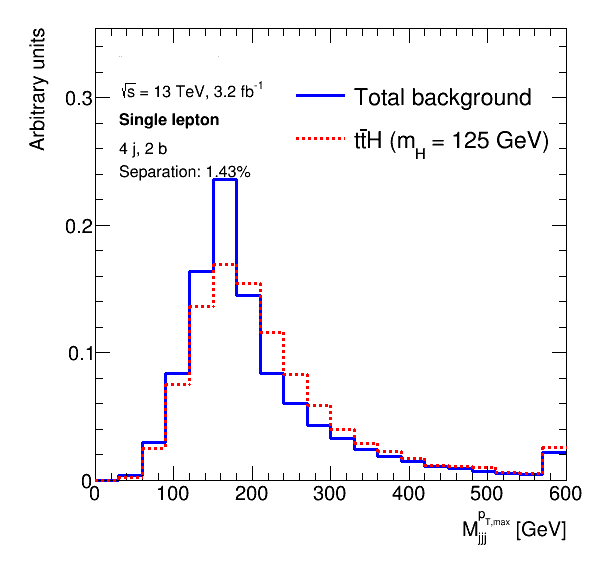 Arbitrary units
√s = 13 TeV, 3.2 fb⁻¹
Single lepton
4 j, 2 b
Separation: 1.43%
Total background
tt̄H (m_H = 125 GeV)
0.3
0.2
0.1
0
0 100 200 300 400 500 600
M_jjj^{p_T,max} [GeV]